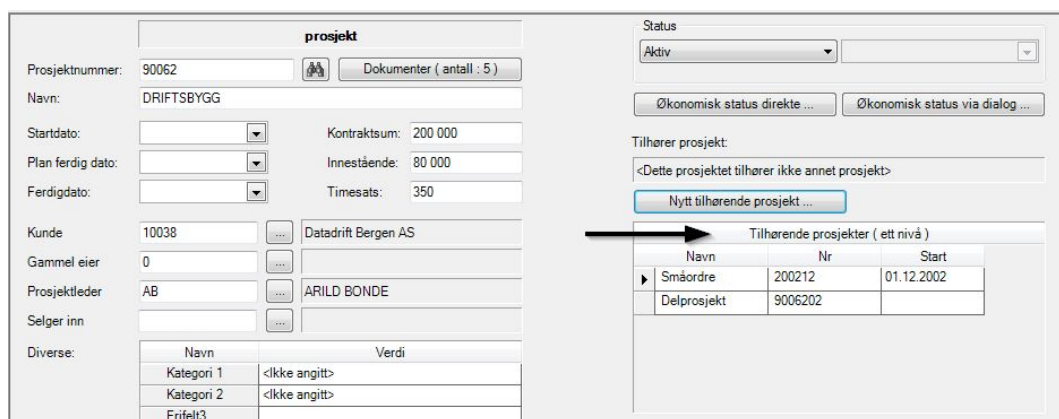 prosjekt
Prosjektnummer: 90062 Dokumenter ( antall : 5 )
Navn: DRIFTSBYGG
Startdato: Kontraktsum: 200 000
Plan ferdig dato: Innestående: 80 000
Ferdigdato: Timesats: 350
Kunde 10038 ... Datadrift Bergen AS
Gammel eier 0 ...
Prosjektleder AB ... ARILD BONDE
Selger inn ...
Diverse: Navn Verdi
Kategori 1 <Ikke angitt>
Kategori 2 <Ikke angitt>
Frifelt3
Status
Aktiv
Økonomisk status direkte ... Økonomisk status via dialog ...
Tilhører prosjekt:
<Dette prosjektet tilhører ikke annet prosjekt>
Nytt tilhørende prosjekt ...
Tilhørende prosjekter ( ett nivå )
Navn Nr Start
Småordre 200212 01.12.2002
Delprosjekt 9006202